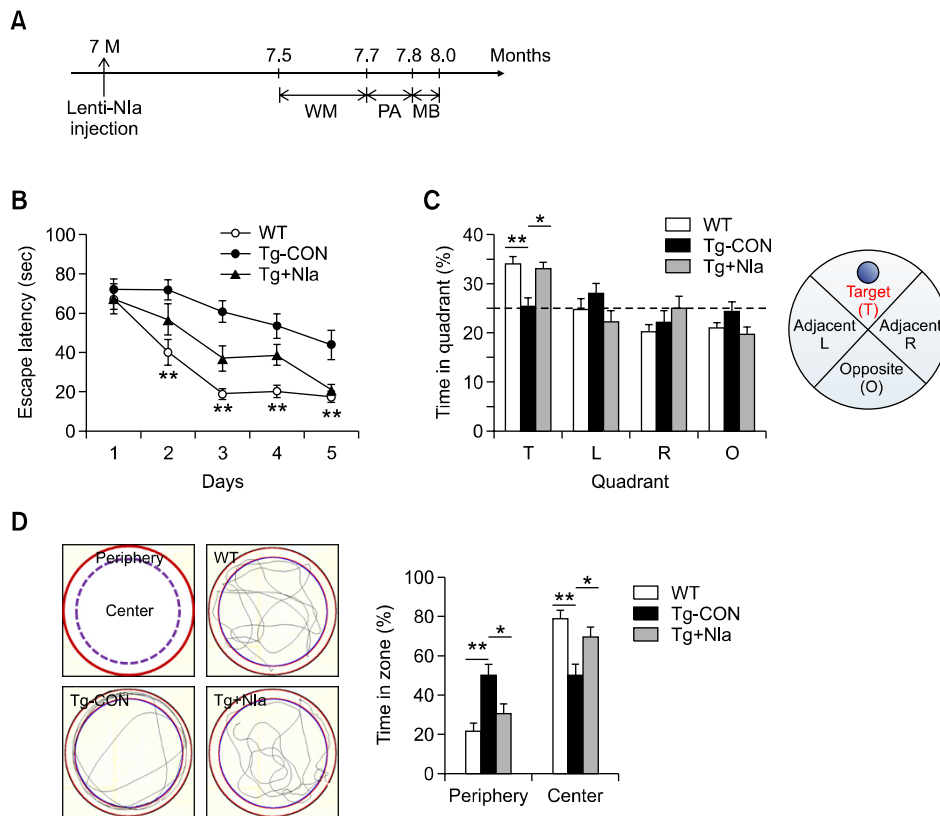 A
7 M
7.5 7.7 7.8 8.0 Months
WM PA MB
Lenti-NIa
injection
B
Escape latency (sec)
100
80
60
40
20
0
WT
Tg-CON
Tg+NIa
** ** ** **
1 2 3 4 5
Days
C
Time in quadrant (%)
40
30
20
10
0
** *
WT
Tg-CON
Tg+NIa
T L R O
Quadrant
Target
(T)
Adjacent
L
Adjacent
R
Opposite
(O)
D
Periphery
Center
WT
Tg-CON
Tg+NIa
Time in zone (%)
100
80
60
40
20
0
** *
** *
WT
Tg-CON
Tg+NIa
Periphery Center